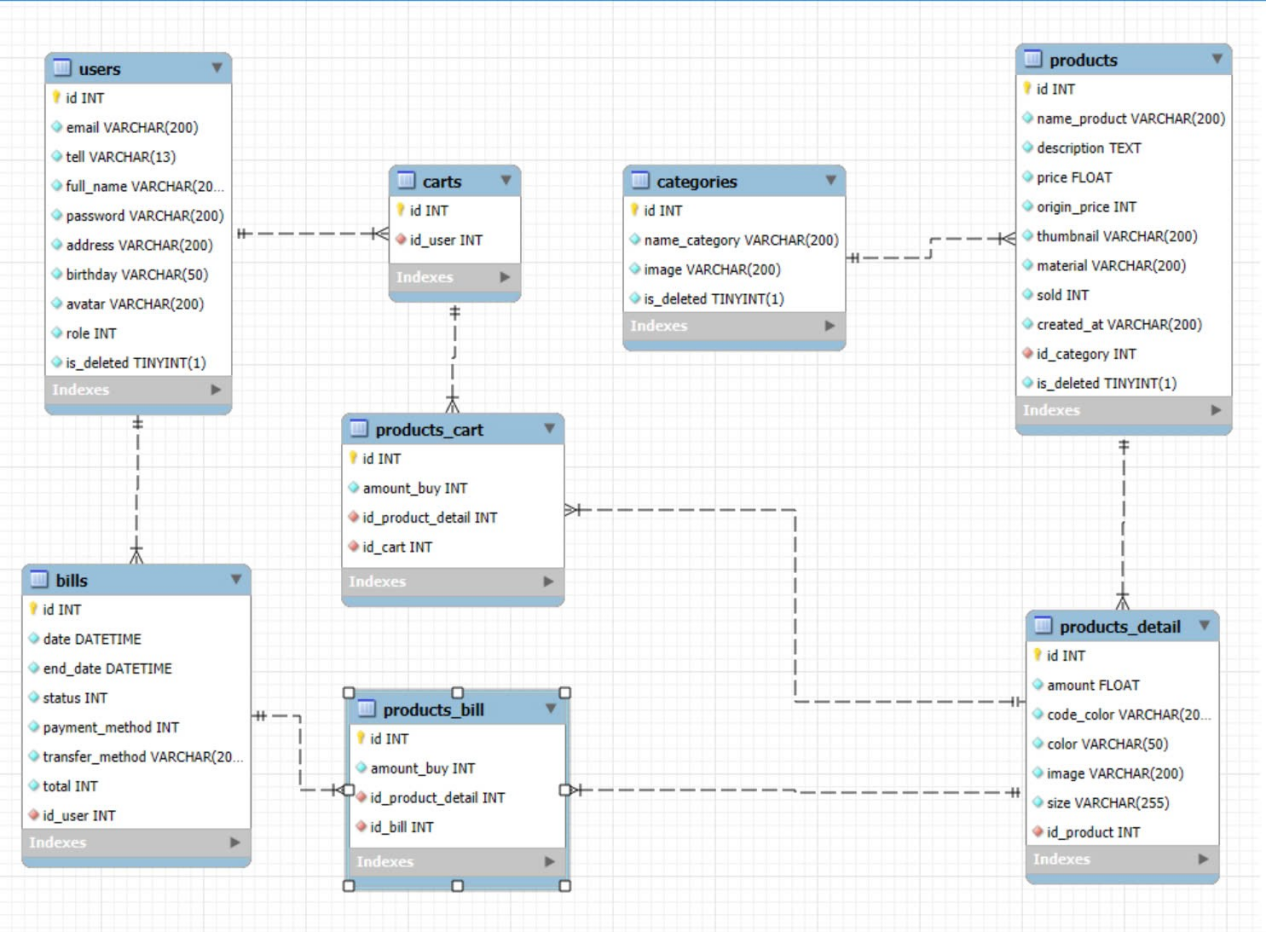 users
id INT
email VARCHAR(200)
tell VARCHAR(13)
full_name VARCHAR(20...
password VARCHAR(200)
address VARCHAR(200)
birthday VARCHAR(50)
avatar VARCHAR(200)
role INT
is_deleted TINYINT(1)
Indexes
carts
id INT
id_user INT
Indexes
categories
id INT
name_category VARCHAR(200)
image VARCHAR(200)
is_deleted TINYINT(1)
Indexes
products
id INT
name_product VARCHAR(200)
description TEXT
price FLOAT
origin_price INT
thumbnail VARCHAR(200)
material VARCHAR(200)
sold INT
created_at VARCHAR(200)
id_category INT
is_deleted TINYINT(1)
Indexes
products_cart
id INT
amount_buy INT
id_product_detail INT
id_cart INT
Indexes
bills
id INT
date DATETIME
end_date DATETIME
status INT
payment_method INT
transfer_method VARCHAR(20...
total INT
id_user INT
Indexes
products_bill
id INT
amount_buy INT
id_product_detail INT
id_bill INT
Indexes
products_detail
id INT
amount FLOAT
code_color VARCHAR(20...
color VARCHAR(50)
image VARCHAR(200)
size VARCHAR(255)
id_product INT
Indexes